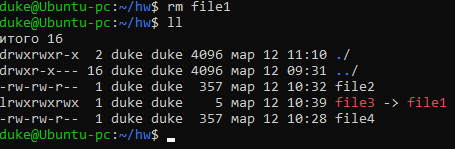 duke@Ubuntu-pc:~/hw$ rm file1
duke@Ubuntu-pc:~/hw$ ll
итого 16
drwxrwxr-x  2 duke duke 4096 мар 12 11:10 ./
drwxr-x--- 16 duke duke 4096 мар 12 09:31 ../
-rw-rw-r--  1 duke duke  357 мар 12 10:32 file2
lrwxrwxrwx  1 duke duke    5 мар 12 10:39 file3 -> file1
-rw-rw-r--  1 duke duke  357 мар 12 10:28 file4
duke@Ubuntu-pc:~/hw$